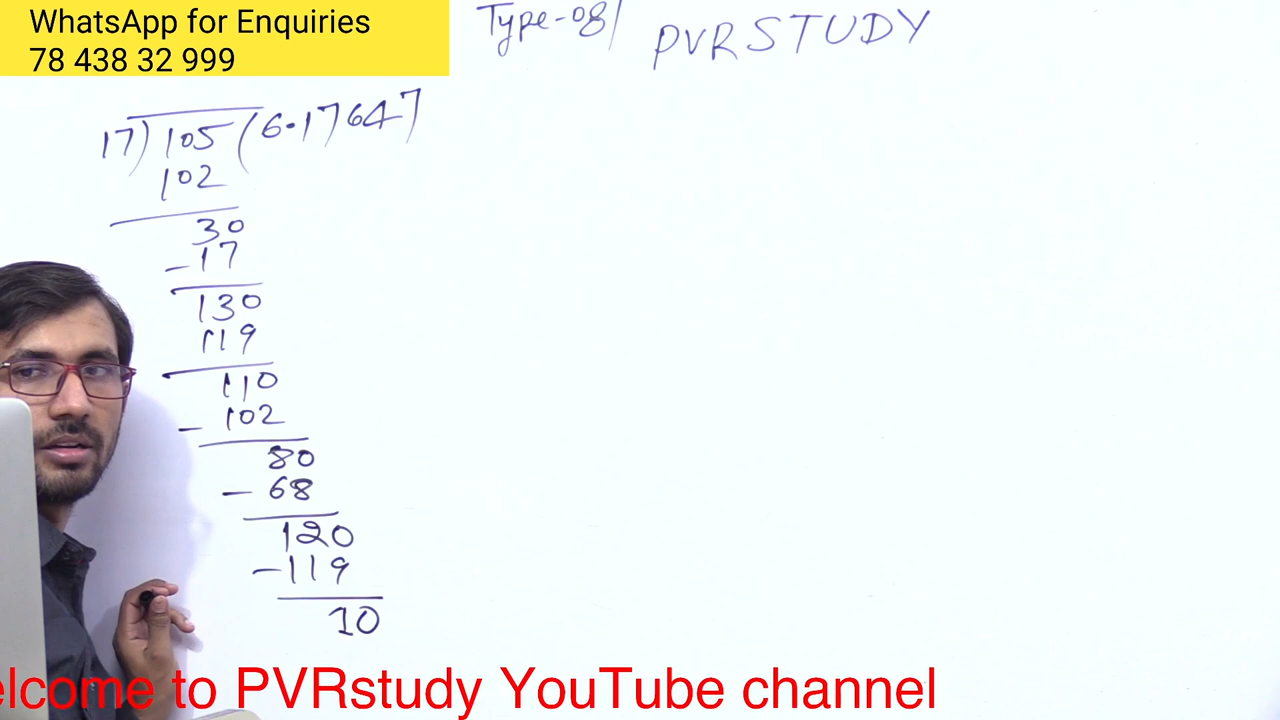 WhatsApp for Enquiries
78 438 32 999
Type-08/ PVRSTUDY
17) 105 (6.17647
102
30
-17
130
119
110
- 102
80
- 68
120
-119
10
elcome to PVRstudy YouTube channel